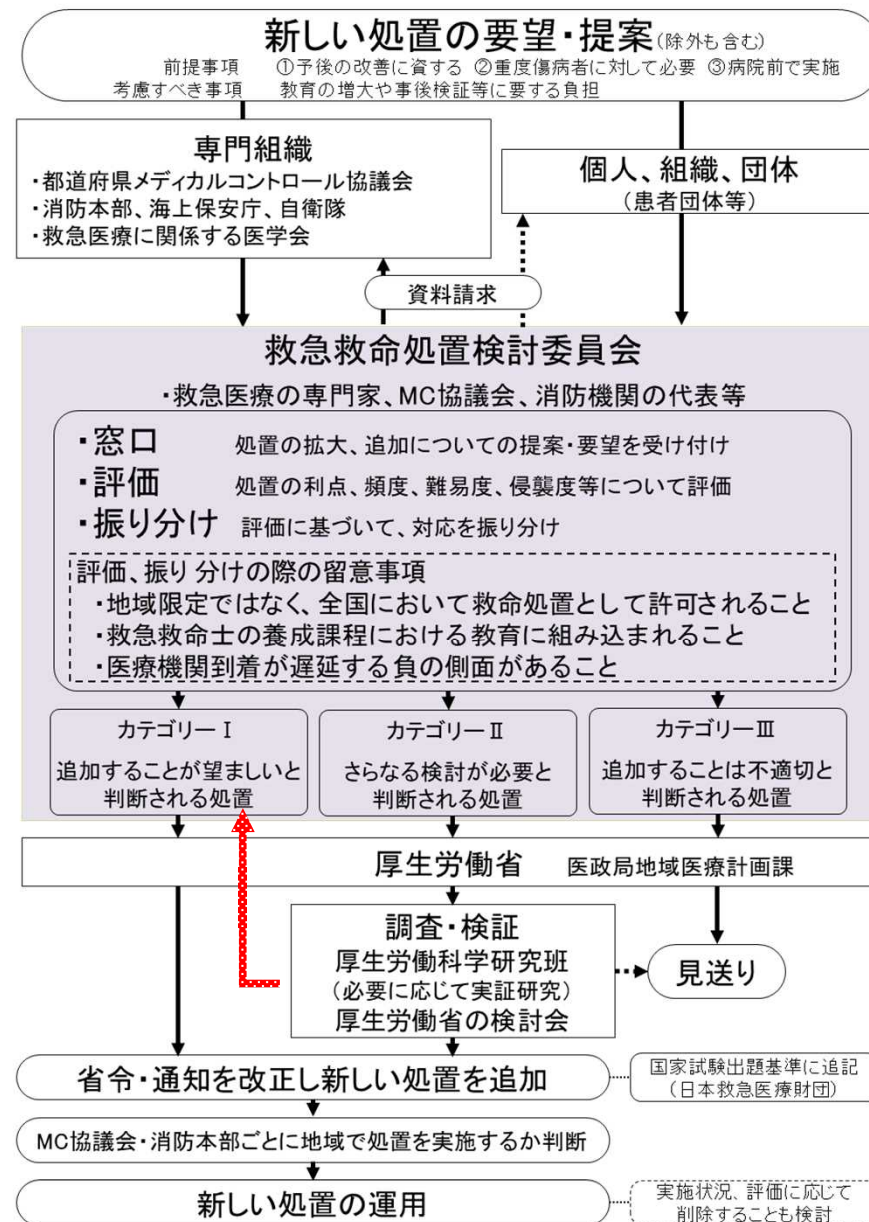 新しい処置の要望・提案(除外も含む)
前提事項 ①予後の改善に資する ②重度傷病者に対して必要 ③病院前で実施
考慮すべき事項 教育の増大や事後検証等に要する負担
専門組織
・都道府県メディカルコントロール協議会
・消防本部、海上保安庁、自衛隊
・救急医療に関係する医学会
個人、組織、団体
(患者団体等)
資料請求
救急救命処置検討委員会
・救急医療の専門家、MC協議会、消防機関の代表等
・窓口 処置の拡大、追加についての提案・要望を受け付け
・評価 処置の利点、頻度、難易度、侵襲度等について評価
・振り分け 評価に基づいて、対応を振り分け
評価、振り分けの際の留意事項
・地域限定ではなく、全国において救命処置として許可されること
・救急救命士の養成課程における教育に組み込まれること
・医療機関到着が遅延する負の側面があること
カテゴリーⅠ
追加することが望ましいと
判断される処置
カテゴリーⅡ
さらなる検討が必要と
判断される処置
カテゴリーⅢ
追加することは不適切と
判断される処置
厚生労働省 医政局地域医療計画課
調査・検証
厚生労働科学研究班
(必要に応じて実証研究)
厚生労働省の検討会
見送り
省令・通知を改正し新しい処置を追加
国家試験出題基準に追記
(日本救急医療財団)
MC協議会・消防本部ごとに地域で処置を実施するか判断
新しい処置の運用
実施状況、評価に応じて
削除することも検討